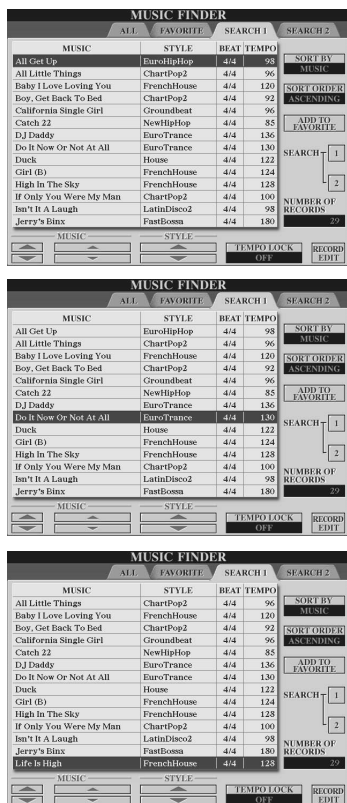 MUSIC FINDER
ALL FAVORITE SEARCH 1 SEARCH 2
MUSIC STYLE BEAT TEMPO
All Get Up EuroHipHop 4/4 98
All Little Things ChartPop2 4/4 96
Baby I Love Loving You FrenchHouse 4/4 120
Boy, Get Back To Bed ChartPop2 4/4 92
California Single Girl Groundbeat 4/4 96
Catch 22 NewHipHop 4/4 85
DJ Daddy EuroTrance 4/4 136
Do It Now Or Not At All EuroTrance 4/4 130
Duck House 4/4 122
Girl (B) FrenchHouse 4/4 124
High In The Sky FrenchHouse 4/4 128
If Only You Were My Man ChartPop2 4/4 100
Isn't It A Laugh LatinDisco2 4/4 98
Jerry's Binx FastBossa 4/4 180
SORT BY
MUSIC
SORT ORDER
ASCENDING
ADD TO
FAVORITE
SEARCH 1
2
NUMBER OF
RECORDS
29
MUSIC STYLE
TEMPO LOCK
OFF
RECORD
EDIT
MUSIC FINDER
ALL FAVORITE SEARCH 1 SEARCH 2
MUSIC STYLE BEAT TEMPO
All Get Up EuroHipHop 4/4 98
All Little Things ChartPop2 4/4 96
Baby I Love Loving You FrenchHouse 4/4 120
Boy, Get Back To Bed ChartPop2 4/4 92
California Single Girl Groundbeat 4/4 96
Catch 22 NewHipHop 4/4 85
DJ Daddy EuroTrance 4/4 136
Do It Now Or Not At All EuroTrance 4/4 130
Duck House 4/4 122
Girl (B) FrenchHouse 4/4 124
High In The Sky FrenchHouse 4/4 128
If Only You Were My Man ChartPop2 4/4 100
Isn't It A Laugh LatinDisco2 4/4 98
Jerry's Binx FastBossa 4/4 180
SORT BY
MUSIC
SORT ORDER
ASCENDING
ADD TO
FAVORITE
SEARCH 1
2
NUMBER OF
RECORDS
29
MUSIC STYLE
TEMPO LOCK
OFF
RECORD
EDIT
MUSIC FINDER
ALL FAVORITE SEARCH 1 SEARCH 2
MUSIC STYLE BEAT TEMPO
All Little Things ChartPop2 4/4 96
Baby I Love Loving You FrenchHouse 4/4 120
Boy, Get Back To Bed ChartPop2 4/4 92
California Single Girl Groundbeat 4/4 96
Catch 22 NewHipHop 4/4 85
DJ Daddy EuroTrance 4/4 136
Do It Now Or Not At All EuroTrance 4/4 130
Duck House 4/4 122
Girl (B) FrenchHouse 4/4 124
High In The Sky FrenchHouse 4/4 128
If Only You Were My Man ChartPop2 4/4 100
Isn't It A Laugh LatinDisco2 4/4 98
Jerry's Binx FastBossa 4/4 180
Life Is High FrenchHouse 4/4 128
SORT BY
MUSIC
SORT ORDER
ASCENDING
ADD TO
FAVORITE
SEARCH 1
2
NUMBER OF
RECORDS
29
MUSIC STYLE
TEMPO LOCK
OFF
RECORD
EDIT